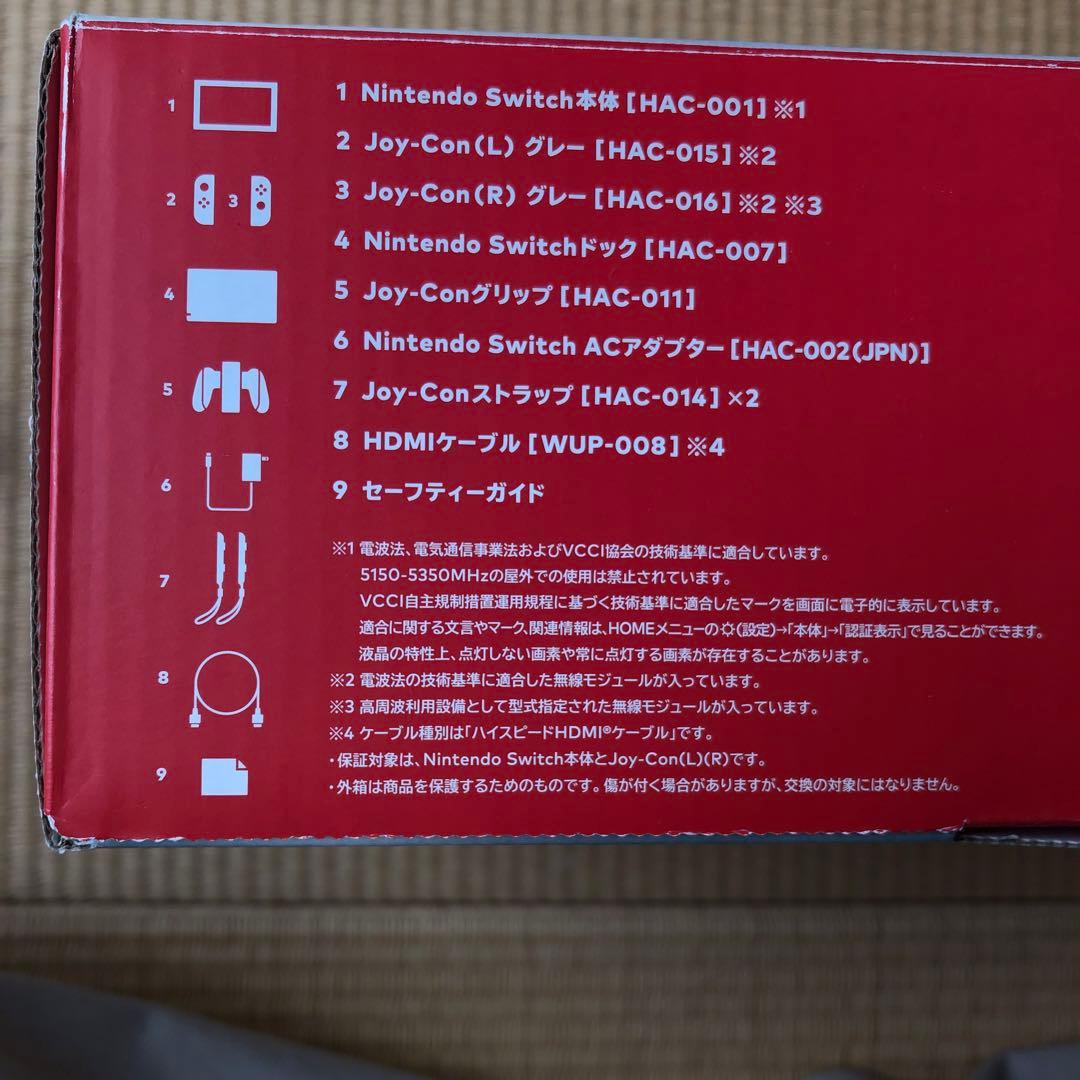 1 Nintendo Switch本体 [HAC-001] ※1
2 Joy-Con(L) グレー [HAC-015] ※2
3 Joy-Con(R) グレー [HAC-016] ※2 ※3
4 Nintendo Switchドック [HAC-007]
5 Joy-Conグリップ [HAC-011]
6 Nintendo Switch ACアダプター [HAC-002(JPN)]
7 Joy-Conストラップ [HAC-014] ×2
8 HDMIケーブル [WUP-008] ※4
9 セーフティーガイド
1
2 3
4
5
6
7
8
9
※1 電波法、電気通信事業法およびVCCI協会の技術基準に適合しています。
5150-5350MHzの屋外での使用は禁止されています。
VCCI自主規制措置運用規程に基づく技術基準に適合したマークを画面に電子的に表示しています。
適合に関する文言やマーク、関連情報は、HOMEメニューの(設定)→「本体」→「認証表示」で見ることができます。
液晶の特性上、点灯しない画素や常に点灯する画素が存在することがあります。
※2 電波法の技術基準に適合した無線モジュールが入っています。
※3 高周波利用設備として型式指定された無線モジュールが入っています。
※4 ケーブル種別は「ハイスピードHDMI®ケーブル」です。
・保証対象は、Nintendo Switch本体とJoy-Con(L)(R)です。
・外箱は商品を保護するためのものです。傷が付く場合がありますが、交換の対象にはなりません。